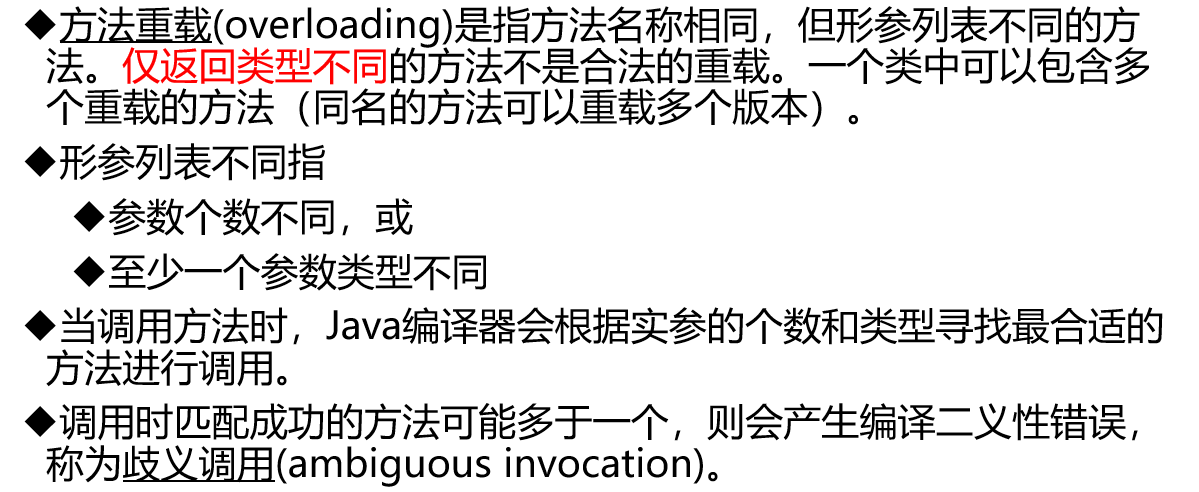 ◆方法重载(overloading)是指方法名称相同，但形参列表不同的方
法。仅返回类型不同的方法不是合法的重载。一个类中可以包含多
个重载的方法（同名的方法可以重载多个版本）。
◆形参列表不同指
◆参数个数不同，或
◆至少一个参数类型不同
◆当调用方法时，Java编译器会根据实参的个数和类型寻找最合适的
方法进行调用。
◆调用时匹配成功的方法可能多于一个，则会产生编译二义性错误，
称为歧义调用(ambiguous invocation)。